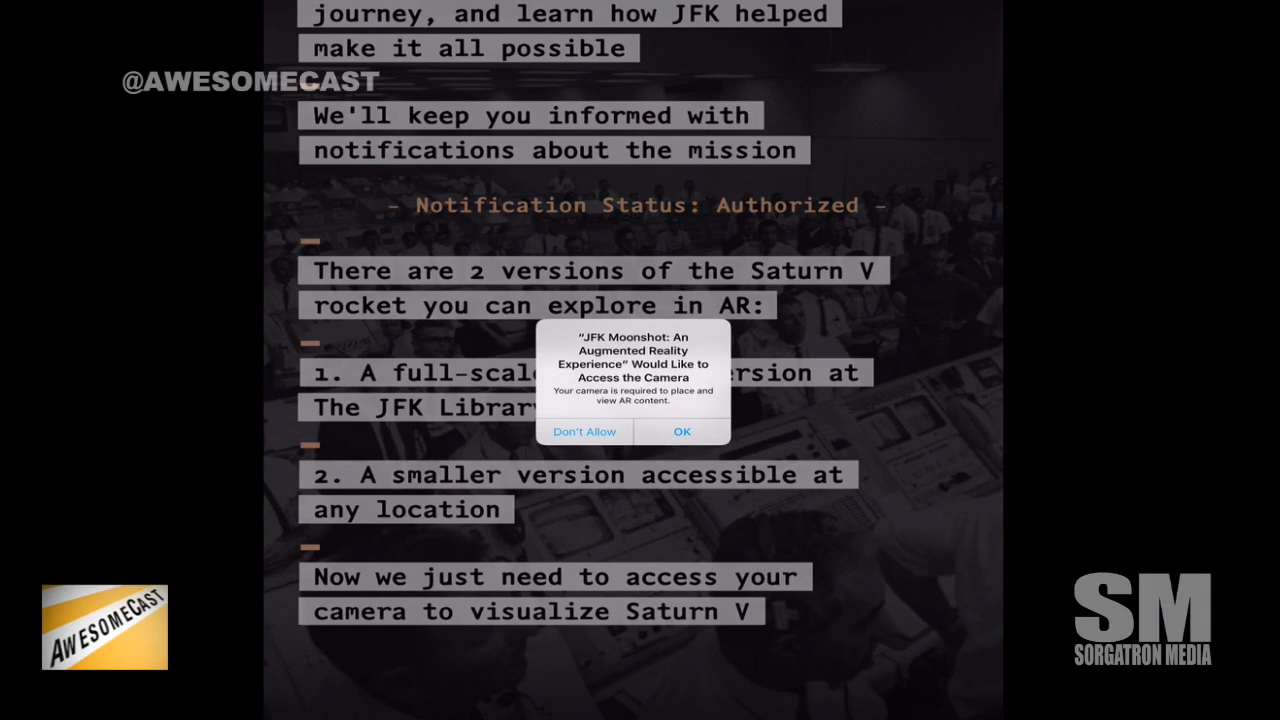 journey, and learn how JFK helped
make it all possible
@AWESOMECAST
We'll keep you informed with
notifications about the mission
- Notification Status: Authorized -
There are 2 versions of the Saturn V
rocket you can explore in AR:
1. A full-scale
rsion at
The JFK
“JFK Moonshot: An
Augmented Reality
Experience” Would Like to
Access the Camera
Your camera is required to place and
view AR content.
Don't Allow
OK
2. A smaller version accessible at
any location
Now we just need to access your
camera to visualize Saturn V
AWESOMECAST
SM
SORGATRON MEDIA